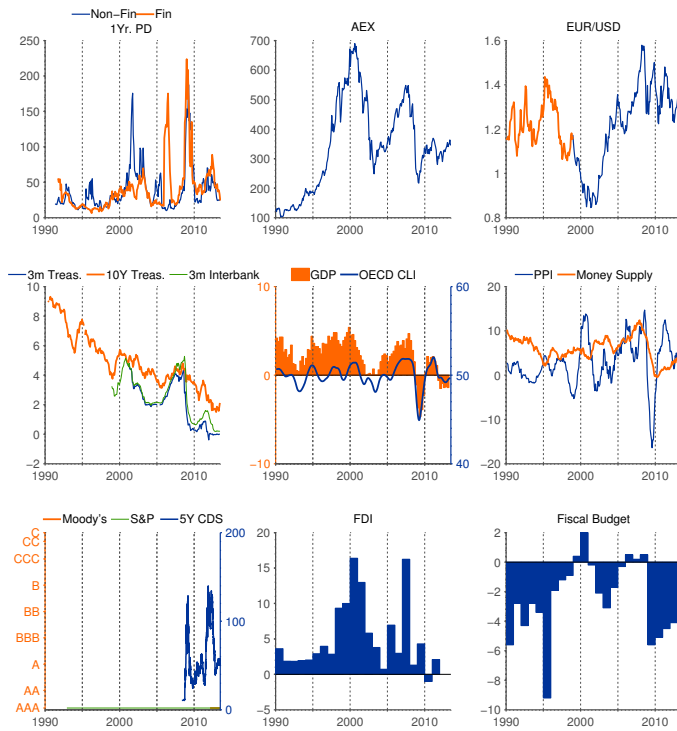 Non−Fin Fin
1Yr. PD
250
200
150
100
50
0
1990 2000 2010
AEX
700
600
500
400
300
200
100
1990 2000 2010
EUR/USD
1.6
1.4
1.2
1
0.8
1990 2000 2010
3m Treas. 10Y Treas. 3m Interbank
10
8
6
4
2
0
−2
1990 2000 2010
GDP OECD CLI
10 60
0 50
−10 40
1990 2000 2010
PPI Money Supply
20
10
0
−10
−20
1990 2000 2010
Moody's S&P 5Y CDS
C 200
CC
CCC
B
BB 100
BBB
A
AA
AAA 0
1990 2000 2010
FDI
20
15
10
5
0
−5
1990 2000 2010
Fiscal Budget
2
0
−2
−4
−6
−8
−10
1990 2000 2010